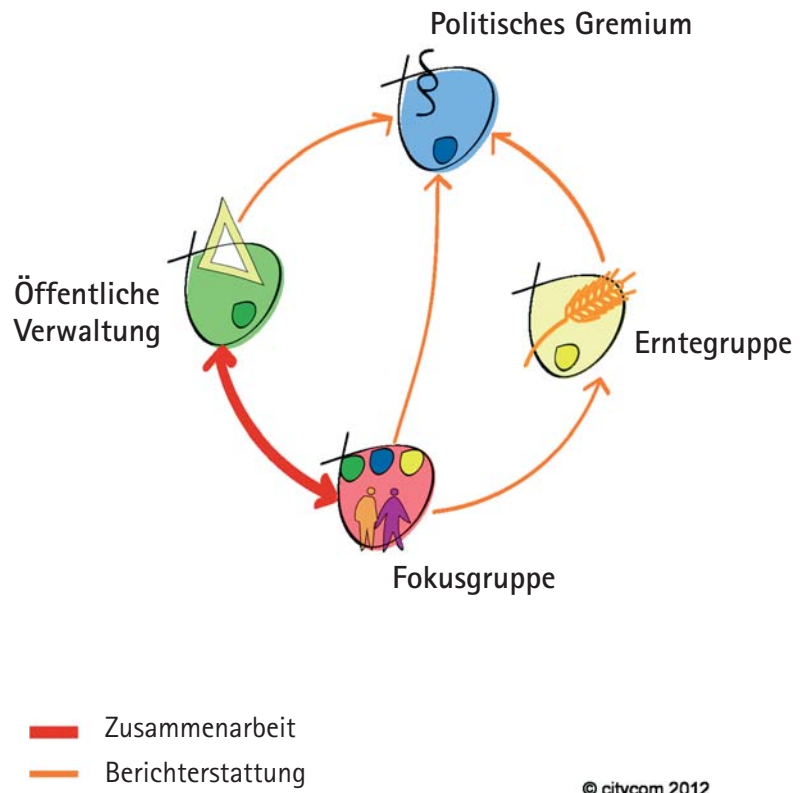 Politisches Gremium
Öffentliche
Verwaltung
Erntegruppe
Fokusgruppe
Zusammenarbeit
Berichterstattung
© citycom 2012